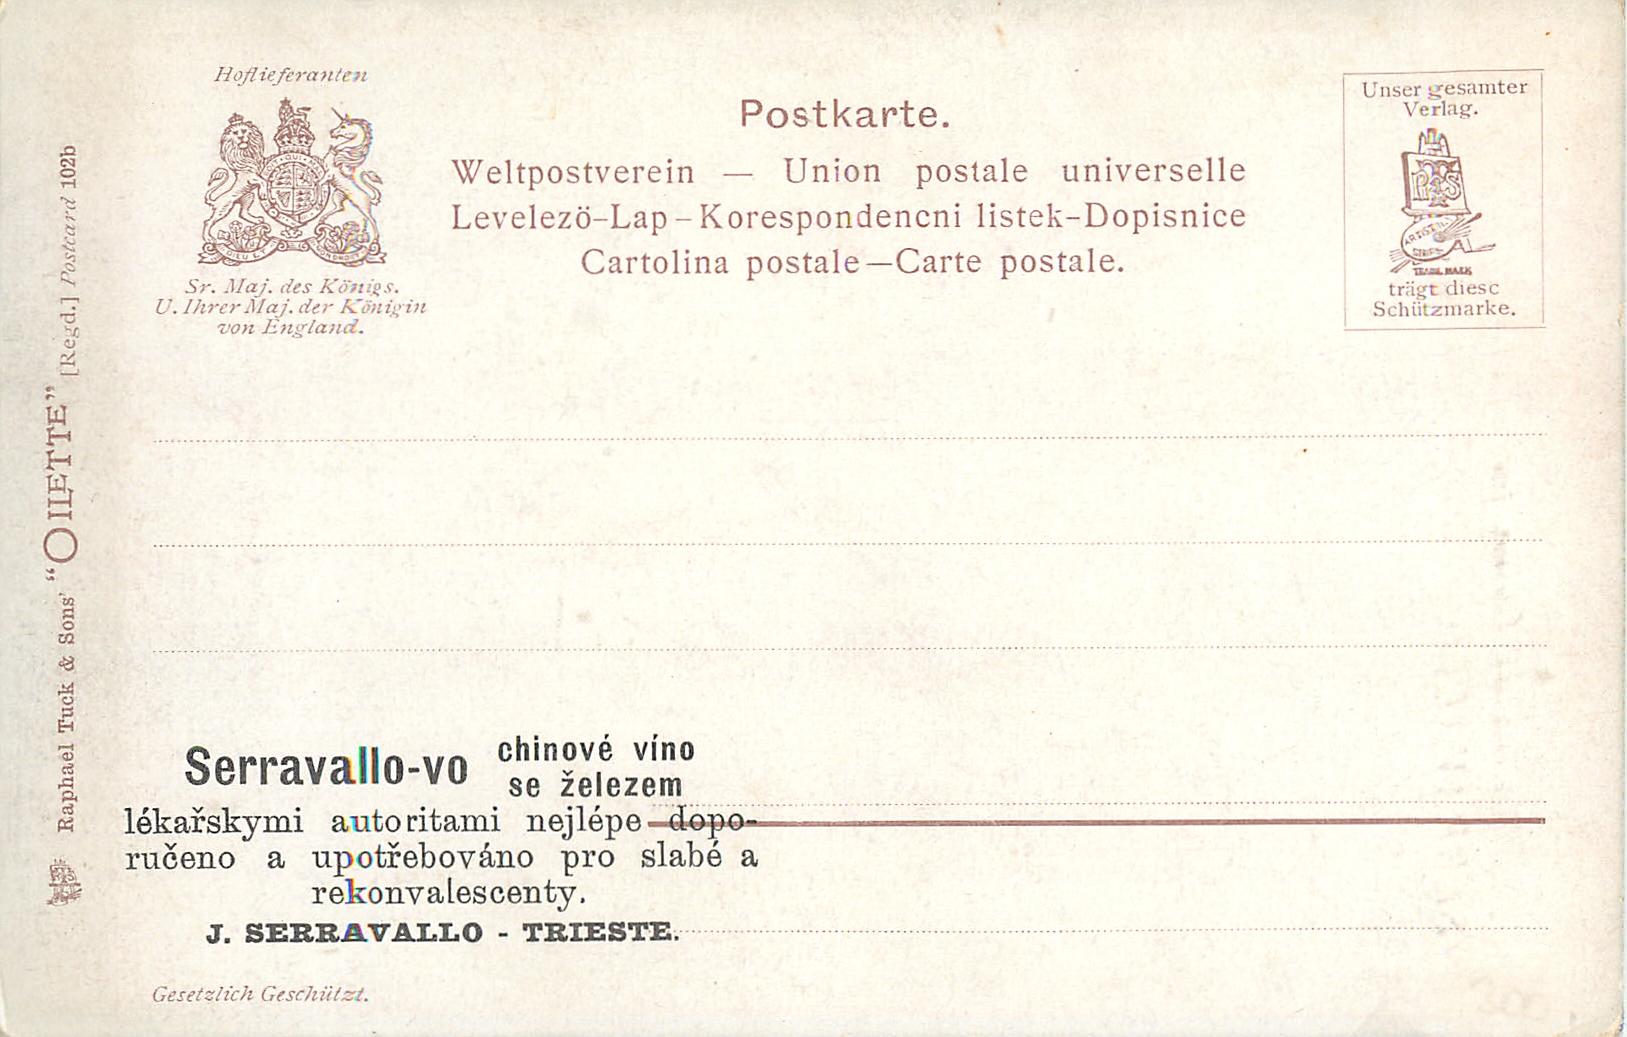 Hoflieferanten
Sr. Maj. des Königs.
U. Ihrer Maj. der Königin
von England.
Postkarte.
Weltpostverein — Union postale universelle
Levelezö-Lap - Korespondencni listek-Dopisnice
Cartolina postale—Carte postale.
Unser gesamter
Verlag.
ARTISTIC
TRADE MARK
trägt diese
Schützmarke.
Raphael Tuck & Sons' "OILETTE" [Regd.] Postcard 102b
Serravallo-vo chinové víno
se železem
lékařskymi autoritami nejlépe dopo-
ručeno a upotřebováno pro slabé a
rekonvalescenty.
J. SERRAVALLO - TRIESTE.
Gesetzlich Geschützt.